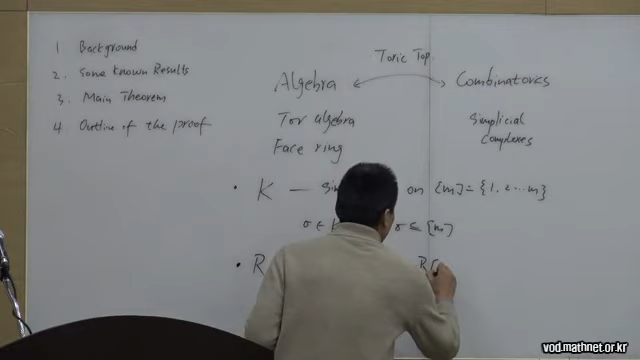 1 Background
2. Some Known Results
3. Main Theorem
4 Outline of the proof
Toric Top.
Algebra
Combinatorics
Tor algebra
Face ring
Simplicial
Complexes
• K — on [m] = {1, 2 ... m}
σ ∈ σ ⊆ [m]
• R R[
vod.mathnet.or.kr